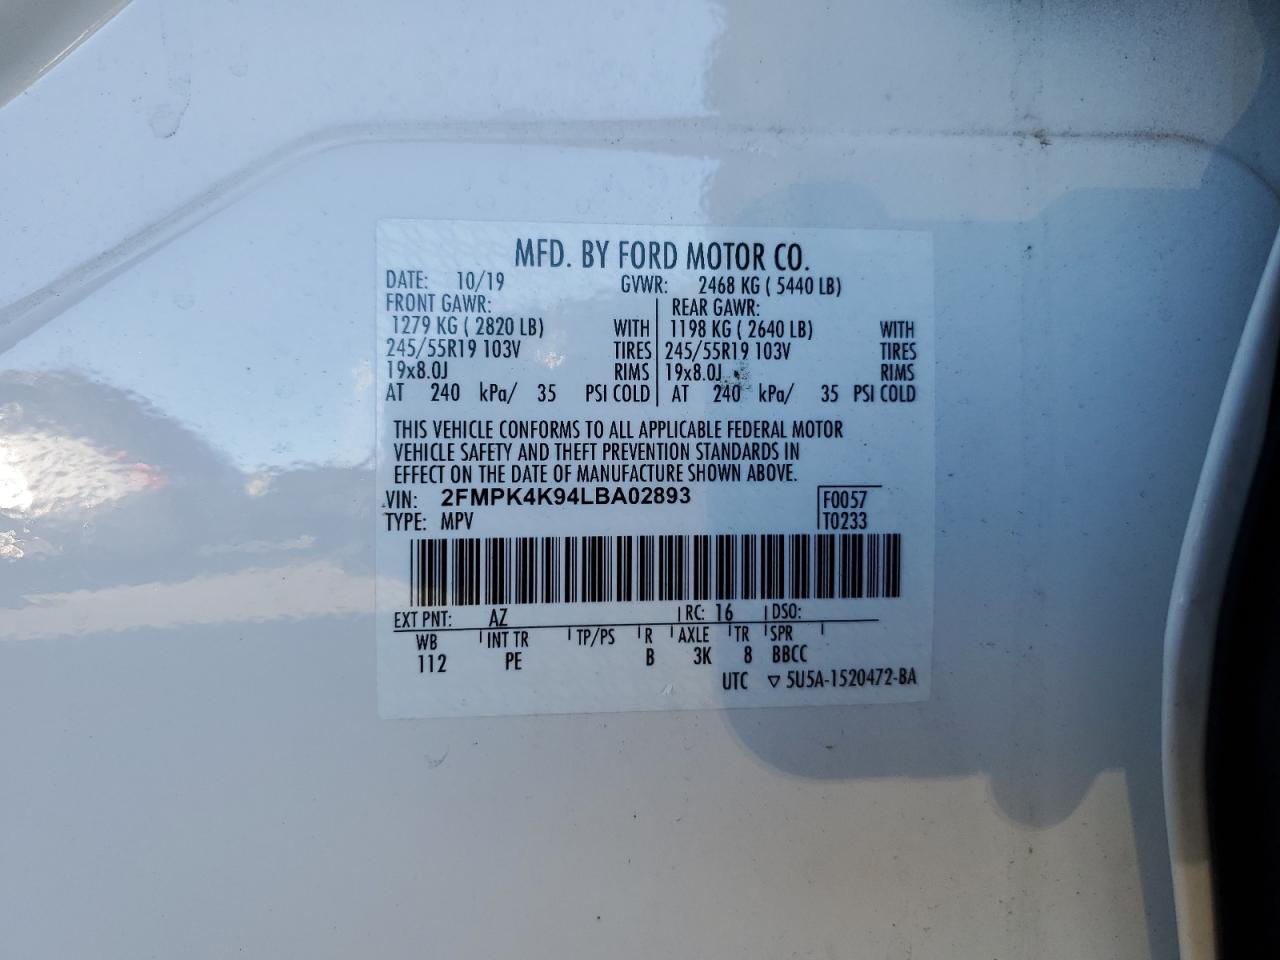 MFD. BY FORD MOTOR CO.
DATE: 10/19 GVWR: 2468 KG ( 5440 LB)
FRONT GAWR: REAR GAWR:
1279 KG ( 2820 LB) WITH 1198 KG ( 2640 LB) WITH
245/55R19 103V TIRES 245/55R19 103V TIRES
19x8.0J RIMS 19x8.0J RIMS
AT 240 kPa/ 35 PSI COLD AT 240 kPa/ 35 PSI COLD
THIS VEHICLE CONFORMS TO ALL APPLICABLE FEDERAL MOTOR
VEHICLE SAFETY AND THEFT PREVENTION STANDARDS IN
EFFECT ON THE DATE OF MANUFACTURE SHOWN ABOVE.
VIN: 2FMPK4K94LBA02893 F0057
TYPE: MPV T0233
EXT PNT: AZ RC: 16 DSO:
WB INT TR TP/PS R AXLE TR SPR
112 PE B 3K 8 BBCC
UTC ▽ 5U5A-1520472-BA